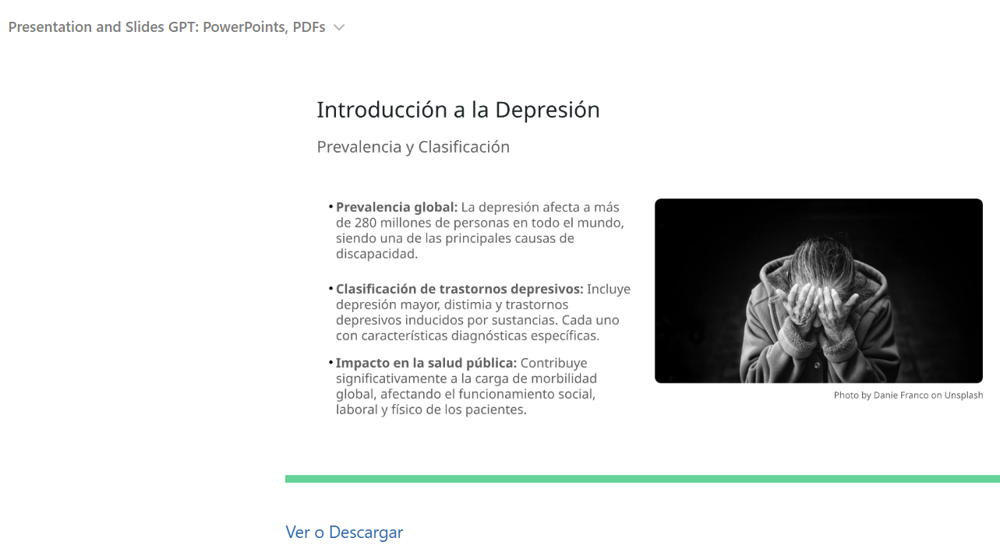 Presentation and Slides GPT: PowerPoints, PDFs
Introducción a la Depresión
Prevalencia y Clasificación
• Prevalencia global: La depresión afecta a más
de 280 millones de personas en todo el mundo,
siendo una de las principales causas de
discapacidad.
• Clasificación de trastornos depresivos: Incluye
depresión mayor, distimia y trastornos
depresivos inducidos por sustancias. Cada uno
con características diagnósticas específicas.
• Impacto en la salud pública: Contribuye
significativamente a la carga de morbilidad
global, afectando el funcionamiento social,
laboral y físico de los pacientes.
Photo by Danie Franco on Unsplash
Ver o Descargar